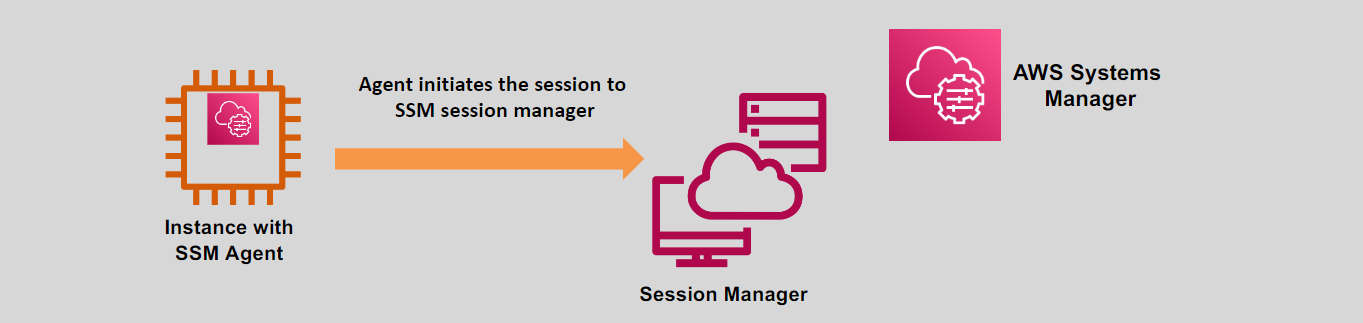 Agent initiates the session to
SSM session manager
AWS Systems
Manager
Instance with
SSM Agent
Session Manager